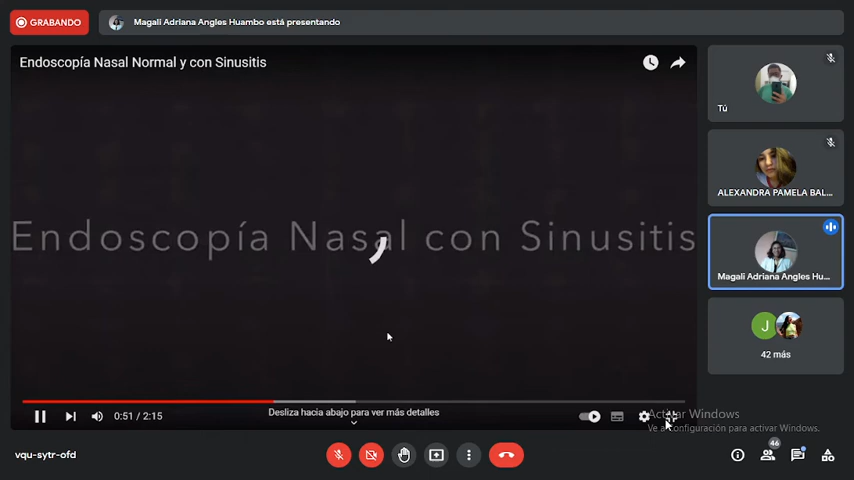 GRABANDO
Magali Adriana Angles Huambo está presentando
Endoscopía Nasal Normal y con Sinusitis
Endoscopía Nasal con Sinusitis
0:51 / 2:15
Desliza hacia abajo para ver más detalles
Tú
ALEXANDRA PAMELA BAL...
Magali Adriana Angles Hu...
J
42 más
Activar Windows
Ve a Configuración para activar Windows.
vqu-sytr-ofd
46